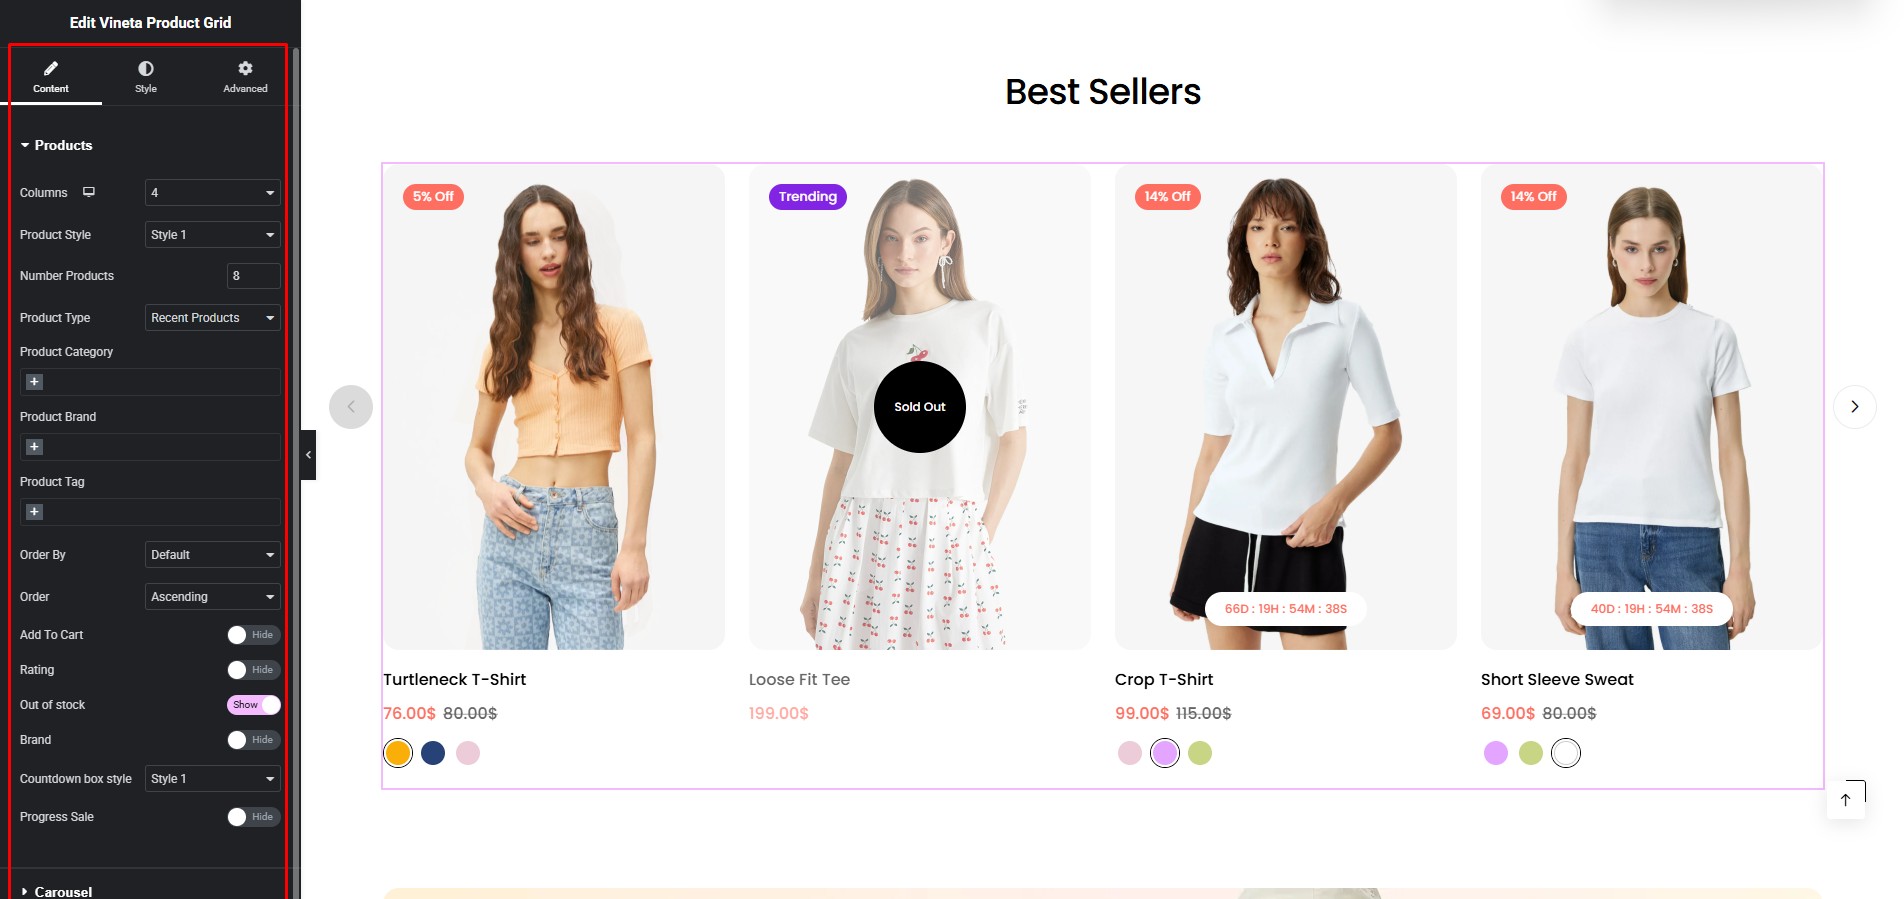 Edit Vineta Product Grid
Content
Style
Advanced
Products
Columns
4
Product Style
Style 1
Number Products
8
Product Type
Recent Products
Product Category
Product Brand
Product Tag
Order By
Default
Order
Ascending
Add To Cart
Hide
Rating
Hide
Out of stock
Show
Brand
Hide
Countdown box style
Style 1
Progress Sale
Hide
Carousel
Best Sellers
5% Off
Turtleneck T-Shirt
76.00$ 80.00$
Trending
Sold Out
Loose Fit Tee
199.00$
14% Off
66D : 19H : 54M : 38S
Crop T-Shirt
99.00$ 115.00$
14% Off
40D : 19H : 54M : 38S
Short Sleeve Sweat
69.00$ 80.00$